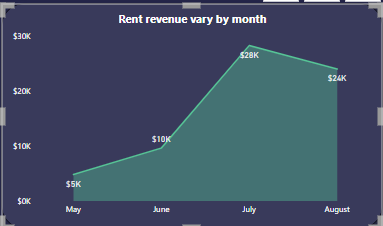 Rent revenue vary by month
$30K
$20K
$10K
$0K
$5K
$10K
$28K
$24K
May June July August